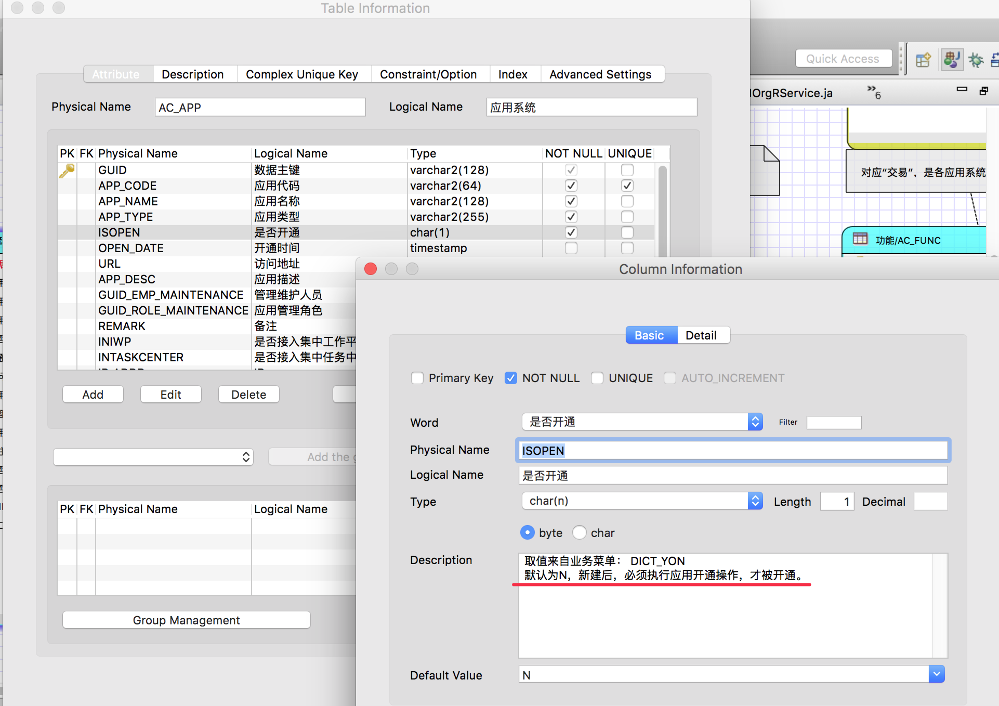 Table Information
Quick Access
Attribute
Description
Complex Unique Key
Constraint/Option
Index
Advanced Settings
Physical Name
AC_APP
Logical Name
应用系统
PK FK Physical Name Logical Name Type NOT NULL UNIQUE
GUID 数据主键 varchar2(128)
APP_CODE 应用代码 varchar2(64)
APP_NAME 应用名称 varchar2(128)
APP_TYPE 应用类型 varchar2(255)
ISOPEN 是否开通 char(1)
OPEN_DATE 开通时间 timestamp
URL 访问地址
APP_DESC 应用描述
GUID_EMP_MAINTENANCE 管理维护人员
GUID_ROLE_MAINTENANCE 应用管理角色
REMARK 备注
INIWP 是否接入集中工作平
INTASKCENTER 是否接入集中任务中
Add
Edit
Delete
Add the
PK FK Physical Name Logical Name
Group Management
OrgRService.ja
»6
对应“交易”，是各应用系统
功能/AC_FUNC
Column Information
Basic
Detail
Primary Key
NOT NULL
UNIQUE
AUTO_INCREMENT
Word
是否开通
Filter
Physical Name
ISOPEN
Logical Name
是否开通
Type
char(n)
Length
1
Decimal
byte
char
Description
取值来自业务菜单： DICT_YON
默认为N，新建后，必须执行应用开通操作，才被开通。
Default Value
N